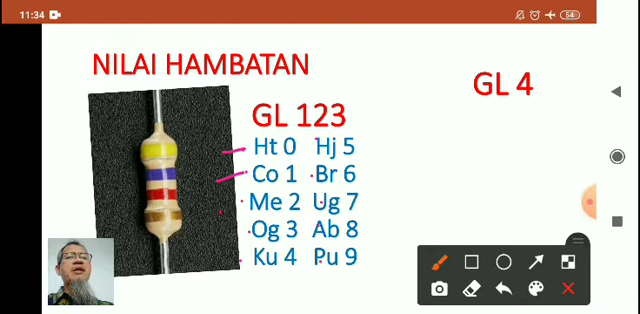 11:34
54
NILAI HAMBATAN
GL 4
GL 123
Ht 0 Hj 5
Co 1 Br 6
Me 2 Ug 7
Og 3 Ab 8
Ku 4 Pu 9